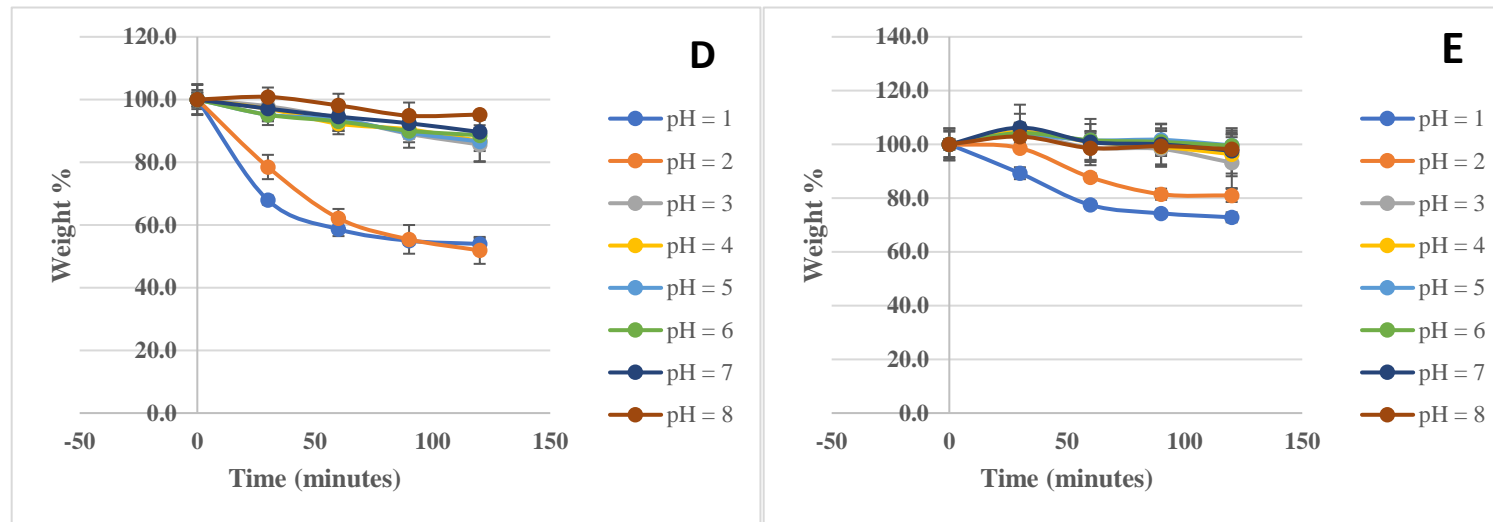 D
120.0
100.0
80.0
60.0
40.0
20.0
0.0
-50 0 50 100 150
Weight %
Time (minutes)
pH = 1
pH = 2
pH = 3
pH = 4
pH = 5
pH = 6
pH = 7
pH = 8
E
140.0
120.0
100.0
80.0
60.0
40.0
20.0
0.0
-50 0 50 100 150
Weight %
Time (minutes)
pH = 1
pH = 2
pH = 3
pH = 4
pH = 5
pH = 6
pH = 7
pH = 8